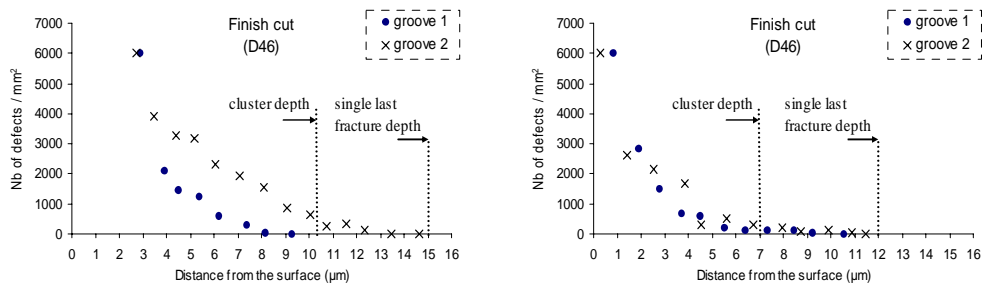 Finish cut
(D46)
groove 1
groove 2
7000
6000
5000
4000
3000
2000
1000
0
Nb of defects / mm²
cluster depth
single last
fracture depth
0 1 2 3 4 5 6 7 8 9 10 11 12 13 14 15 16
Distance from the surface (µm)
Finish cut
(D46)
groove 1
groove 2
7000
6000
5000
4000
3000
2000
1000
0
Nb of defects / mm²
cluster depth
single last
fracture depth
0 1 2 3 4 5 6 7 8 9 10 11 12 13 14 15 16
Distance from the surface (µm)